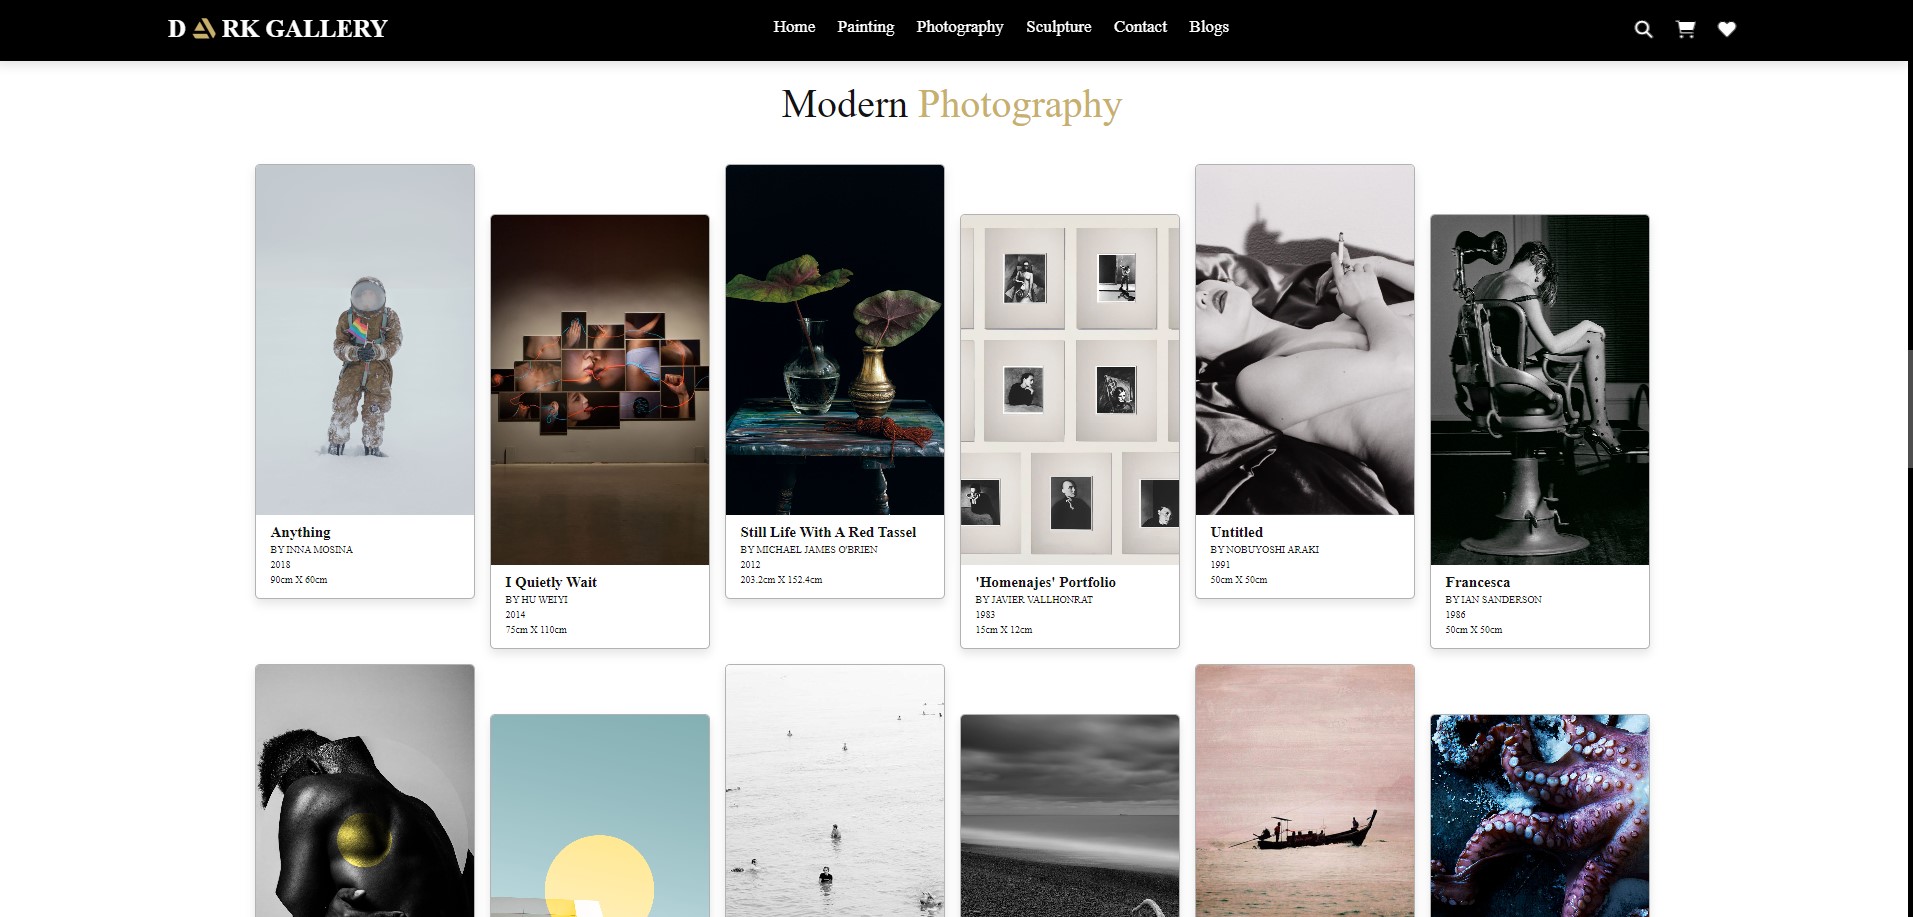 D RK GALLERY
Home Painting Photography Sculpture Contact Blogs
Modern Photography
Anything
BY INNA MOSINA
2018
90cm X 60cm
I Quietly Wait
BY HU WEIYI
2014
75cm X 110cm
Still Life With A Red Tassel
BY MICHAEL JAMES O'BRIEN
2012
203.2cm X 152.4cm
'Homenajes' Portfolio
BY JAVIER VALLHONRAT
1983
15cm X 12cm
Untitled
BY NOBUYOSHI ARAKI
1991
50cm X 50cm
Francesca
BY IAN SANDERSON
1986
50cm X 50cm